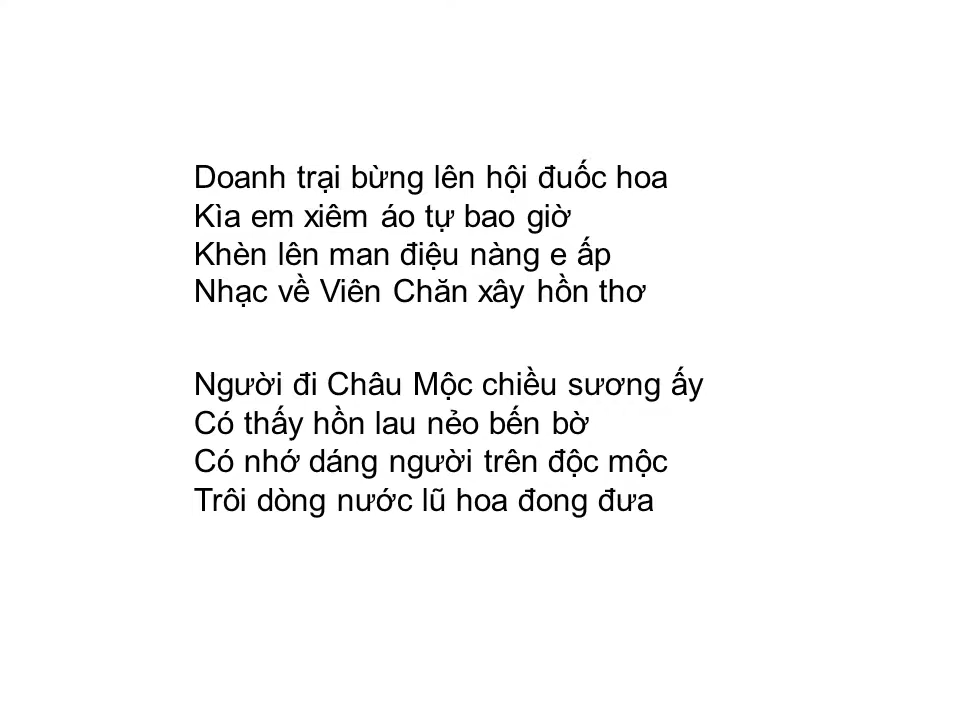 Doanh trại bừng lên hội đuốc hoa
Kìa em xiêm áo tự bao giờ
Khèn lên man điệu nàng e ấp
Nhạc về Viên Chăn xây hồn thơ
Người đi Châu Mộc chiều sương ấy
Có thấy hồn lau nẻo bến bờ
Có nhớ dáng người trên độc mộc
Trôi dòng nước lũ hoa đong đưa